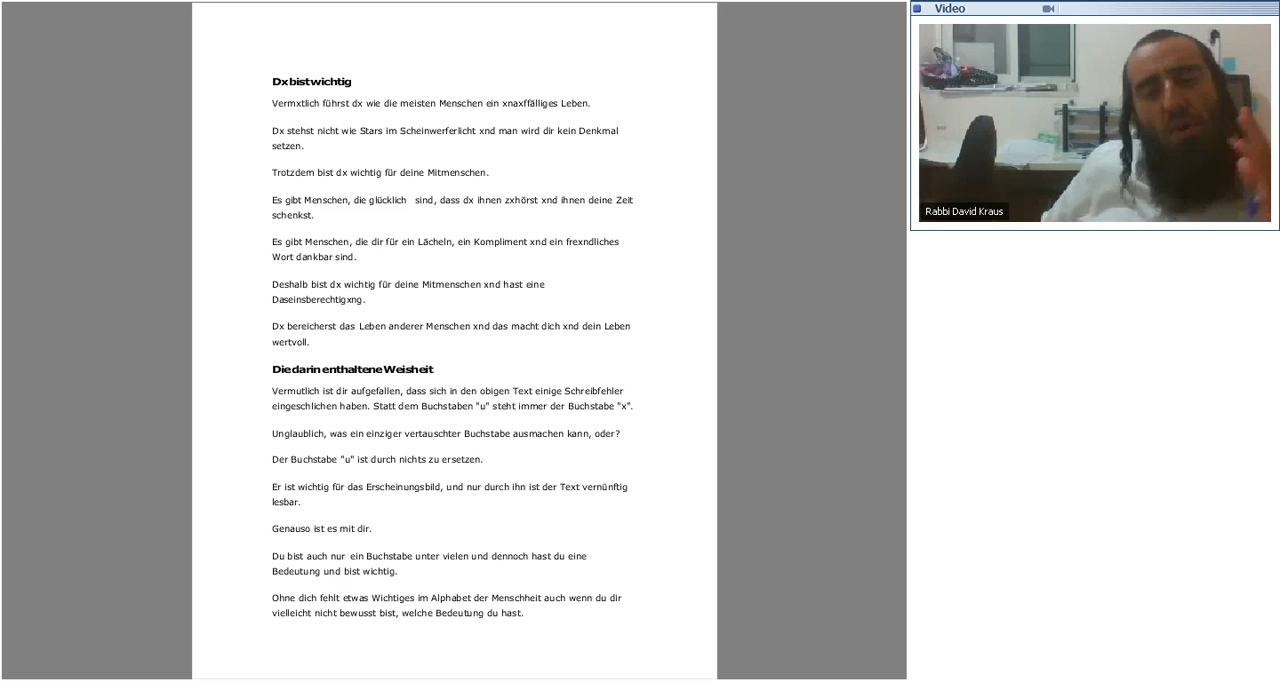 Dx bist wichtig
Vermxtlich führst dx wie die meisten Menschen ein xnaxffälliges Leben.
Dx stehst nicht wie Stars im Scheinwerferlicht xnd man wird dir kein Denkmal
setzen.
Trotzdem bist dx wichtig für deine Mitmenschen.
Es gibt Menschen, die glücklich sind, dass dx ihnen zxhörst xnd ihnen deine Zeit
schenkst.
Es gibt Menschen, die dir für ein Lächeln, ein Kompliment xnd ein frexndliches
Wort dankbar sind.
Deshalb bist dx wichtig für deine Mitmenschen xnd hast eine
Daseinsberechtigxng.
Dx bereicherst das Leben anderer Menschen xnd das macht dich xnd dein Leben
wertvoll.
Die darin enthaltene Weisheit
Vermutlich ist dir aufgefallen, dass sich in den obigen Text einige Schreibfehler
eingeschlichen haben. Statt dem Buchstaben "u" steht immer der Buchstabe "x".
Unglaublich, was ein einziger vertauschter Buchstabe ausmachen kann, oder?
Der Buchstabe "u" ist durch nichts zu ersetzen.
Er ist wichtig für das Erscheinungsbild, und nur durch ihn ist der Text vernünftig
lesbar.
Genauso ist es mit dir.
Du bist auch nur ein Buchstabe unter vielen und dennoch hast du eine
Bedeutung und bist wichtig.
Ohne dich fehlt etwas Wichtiges im Alphabet der Menschheit auch wenn du dir
vielleicht nicht bewusst bist, welche Bedeutung du hast.
Video
Rabbi David Kraus